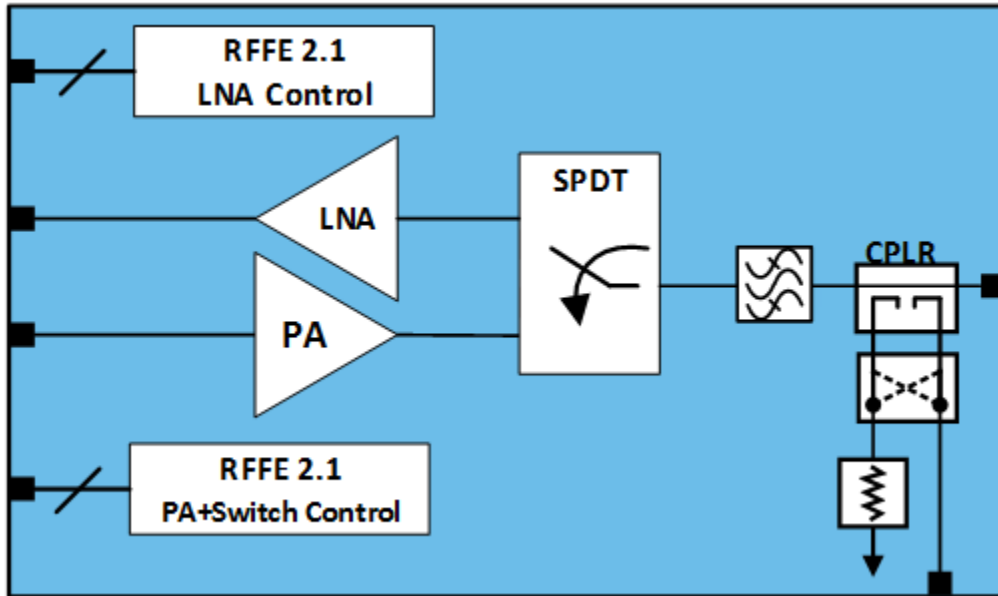 RFFE 2.1
LNA Control
LNA
SPDT
CPLR
PA
RFFE 2.1
PA+Switch Control